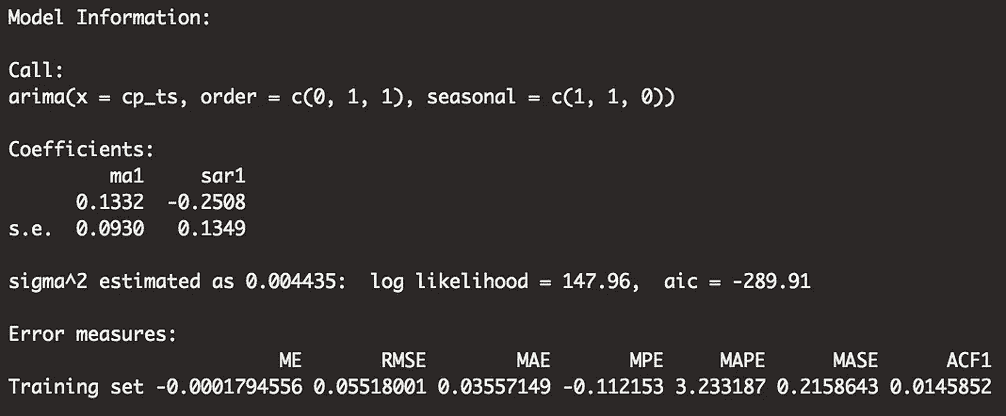 Model Information:
Call:
arima(x = cp_ts, order = c(0, 1, 1), seasonal = c(1, 1, 0))
Coefficients:
ma1 sar1
0.1332 -0.2508
s.e. 0.0930 0.1349
sigma^2 estimated as 0.004435: log likelihood = 147.96, aic = -289.91
Error measures:
ME RMSE MAE MPE MAPE MASE ACF1
Training set -0.0001794556 0.05518001 0.03557149 -0.112153 3.233187 0.2158643 0.0145852